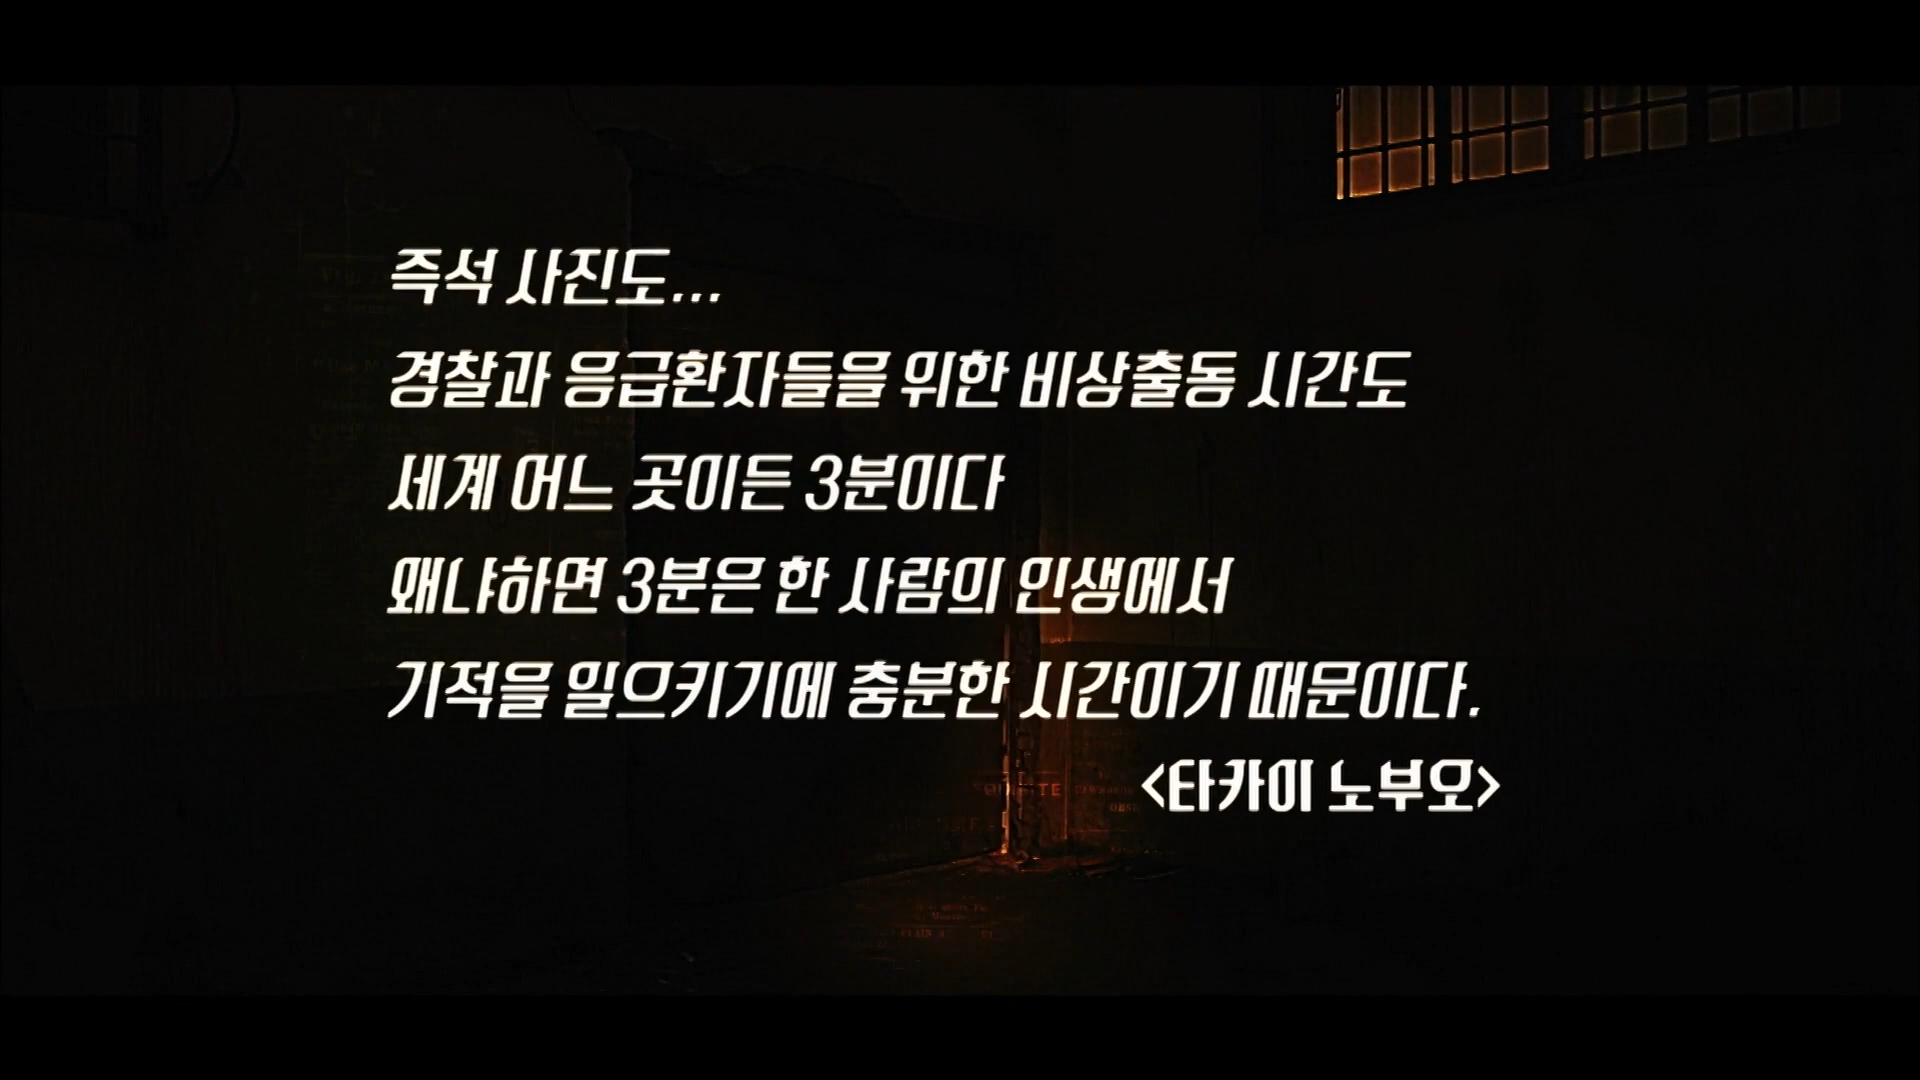 즉석 사진도...
경찰과 응급환자들을 위한 비상출동 시간도
세계 어느 곳이든 3분이다
왜냐하면 3분은 한 사람의 인생에서
기적을 일으키기에 충분한 시간이기 때문이다.
<타카이 노부오>